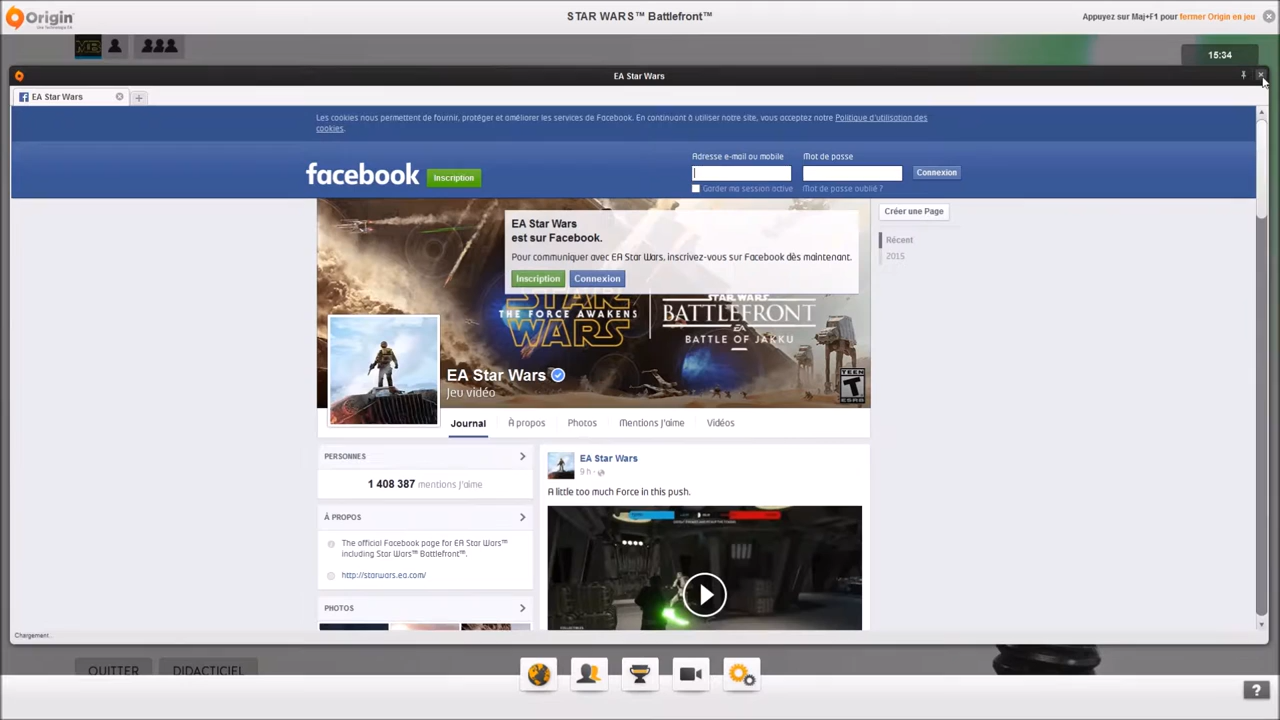 Origin
Une Technologie EA
STAR WARS™ Battlefront™
Appuyez sur Maj+F1 pour fermer Origin en jeu
15:34
EA Star Wars
EA Star Wars
Les cookies nous permettent de fournir, protéger et améliorer les services de Facebook. En continuant à utiliser notre site, vous acceptez notre Politique d'utilisation des
cookies.
facebook
Inscription
Adresse e-mail ou mobile
Mot de passe
Connexion
Garder ma session active
Mot de passe oublié ?
Créer une Page
Récent
2015
EA Star Wars
est sur Facebook.
Pour communiquer avec EA Star Wars, inscrivez-vous sur Facebook dès maintenant.
Inscription
Connexion
STAR
THE FORCE AWAKENS
WARS
STAR WARS
BATTLEFRONT
EA
BATTLE OF JAKKU
TEEN
T
ESRB
EA Star Wars
Jeu vidéo
Journal
À propos
Photos
Mentions J'aime
Vidéos
PERSONNES
1 408 387 mentions J'aime
À PROPOS
The official Facebook page for EA Star Wars™
including Star Wars™ Battlefront™.
http://starwars.ea.com/
PHOTOS
EA Star Wars
9 h ·
A little too much Force in this push.
Chargement...
QUITTER
DIDACTICIEL
?